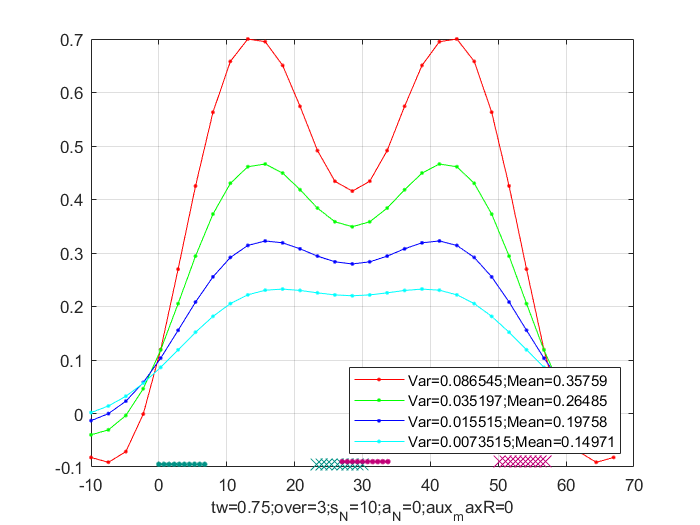 0.7
0.6
0.5
0.4
0.3
0.2
0.1
0
-0.1
-10 0 10 20 30 40 50 60 70
Var=0.086545;Mean=0.35759
Var=0.035197;Mean=0.26485
Var=0.015515;Mean=0.19758
Var=0.0073515;Mean=0.14971
tw=0.75;over=3;s_N=10;a_N=0;aux_maxR=0